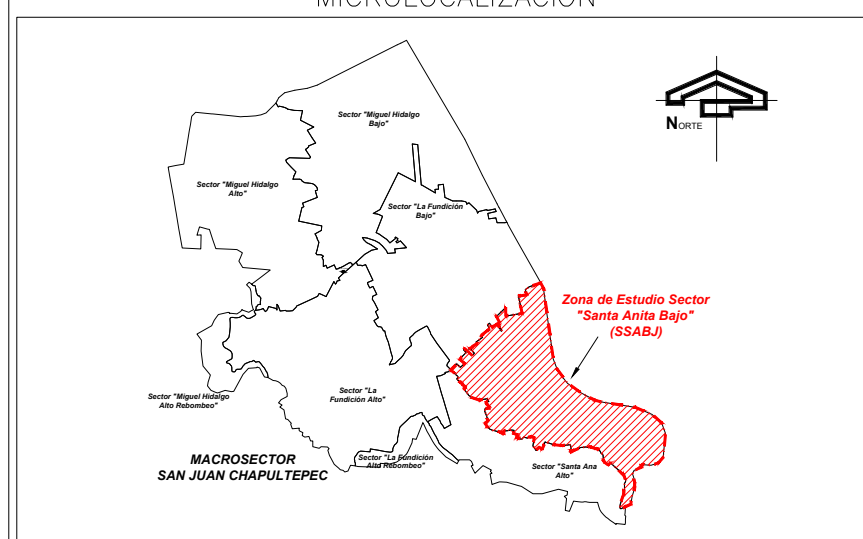 MICROLOCALIZACIÓN
Sector "Miguel Hidalgo
Bajo"
NORTE
Sector "Miguel Hidalgo
Alto"
Sector "La Fundición
Bajo"
Zona de Estudio Sector
"Santa Anita Bajo"
(SSABJ)
Sector "La
Fundición Alto"
Sector "Miguel Hidalgo
Alto Rebombeo"
MACROSECTOR
SAN JUAN CHAPULTEPEC
Sector "La Fundición
Alto Rebombeo"
Sector "Santa Ana
Alto"